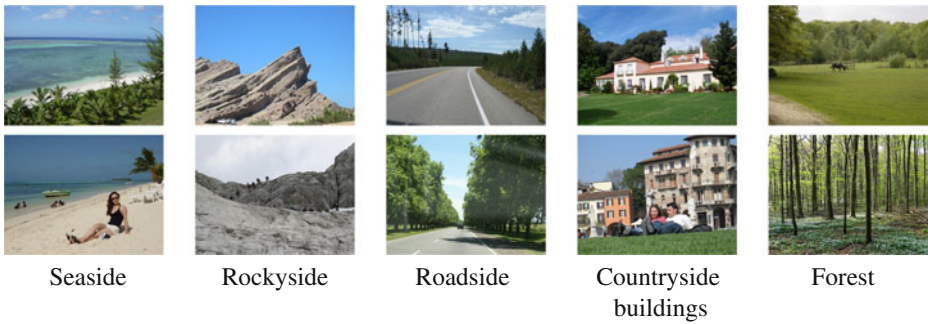 Seaside
Rockyside
Roadside
Countryside
buildings
Forest